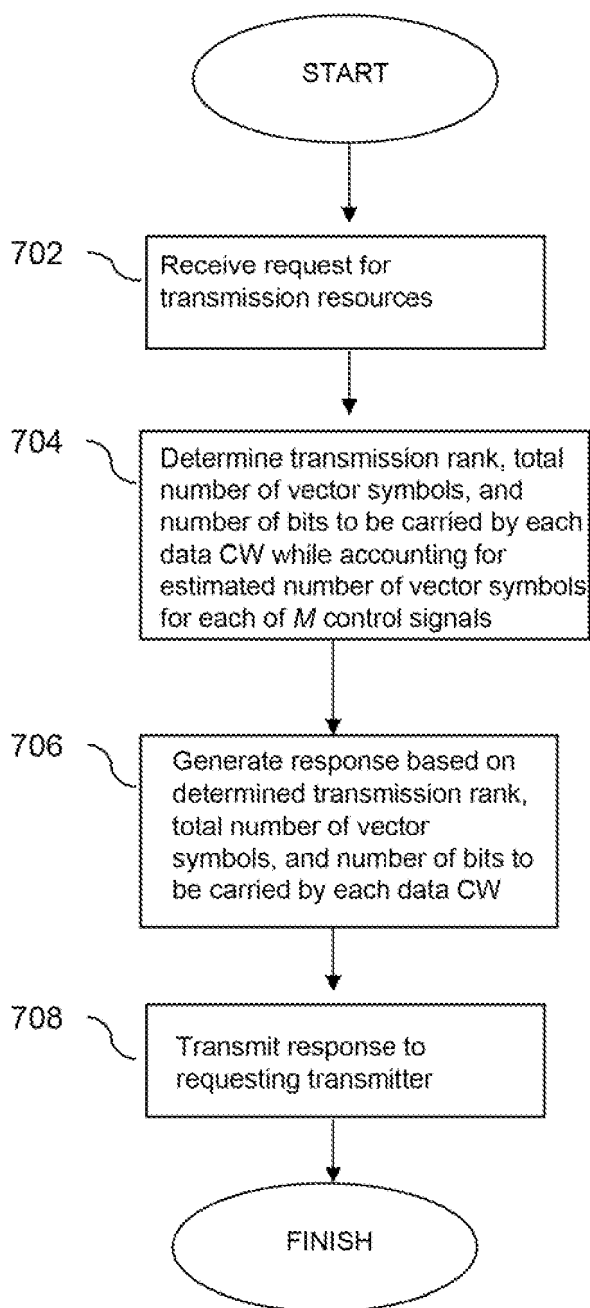 START
702
Receive request for
transmission resources
704
Determine transmission rank, total
number of vector symbols, and
number of bits to be carried by each
data CW while accounting for
estimated number of vector symbols
for each of M control signals
706
Generate response based on
determined transmission rank,
total number of vector
symbols, and number of bits to
be carried by each data CW
708
Transmit response to
requesting transmitter
FINISH